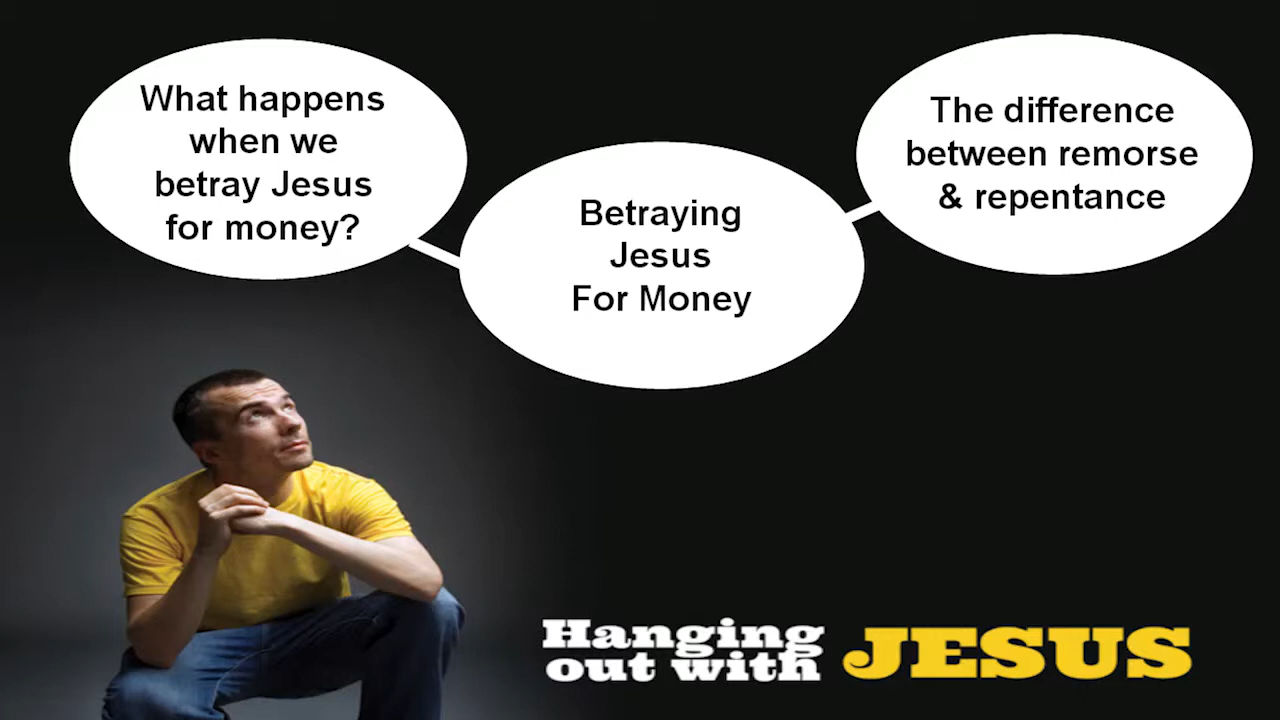 What happens
when we
betray Jesus
for money?
Betraying
Jesus
For Money
The difference
between remorse
& repentance
Hanging
out with
JESUS